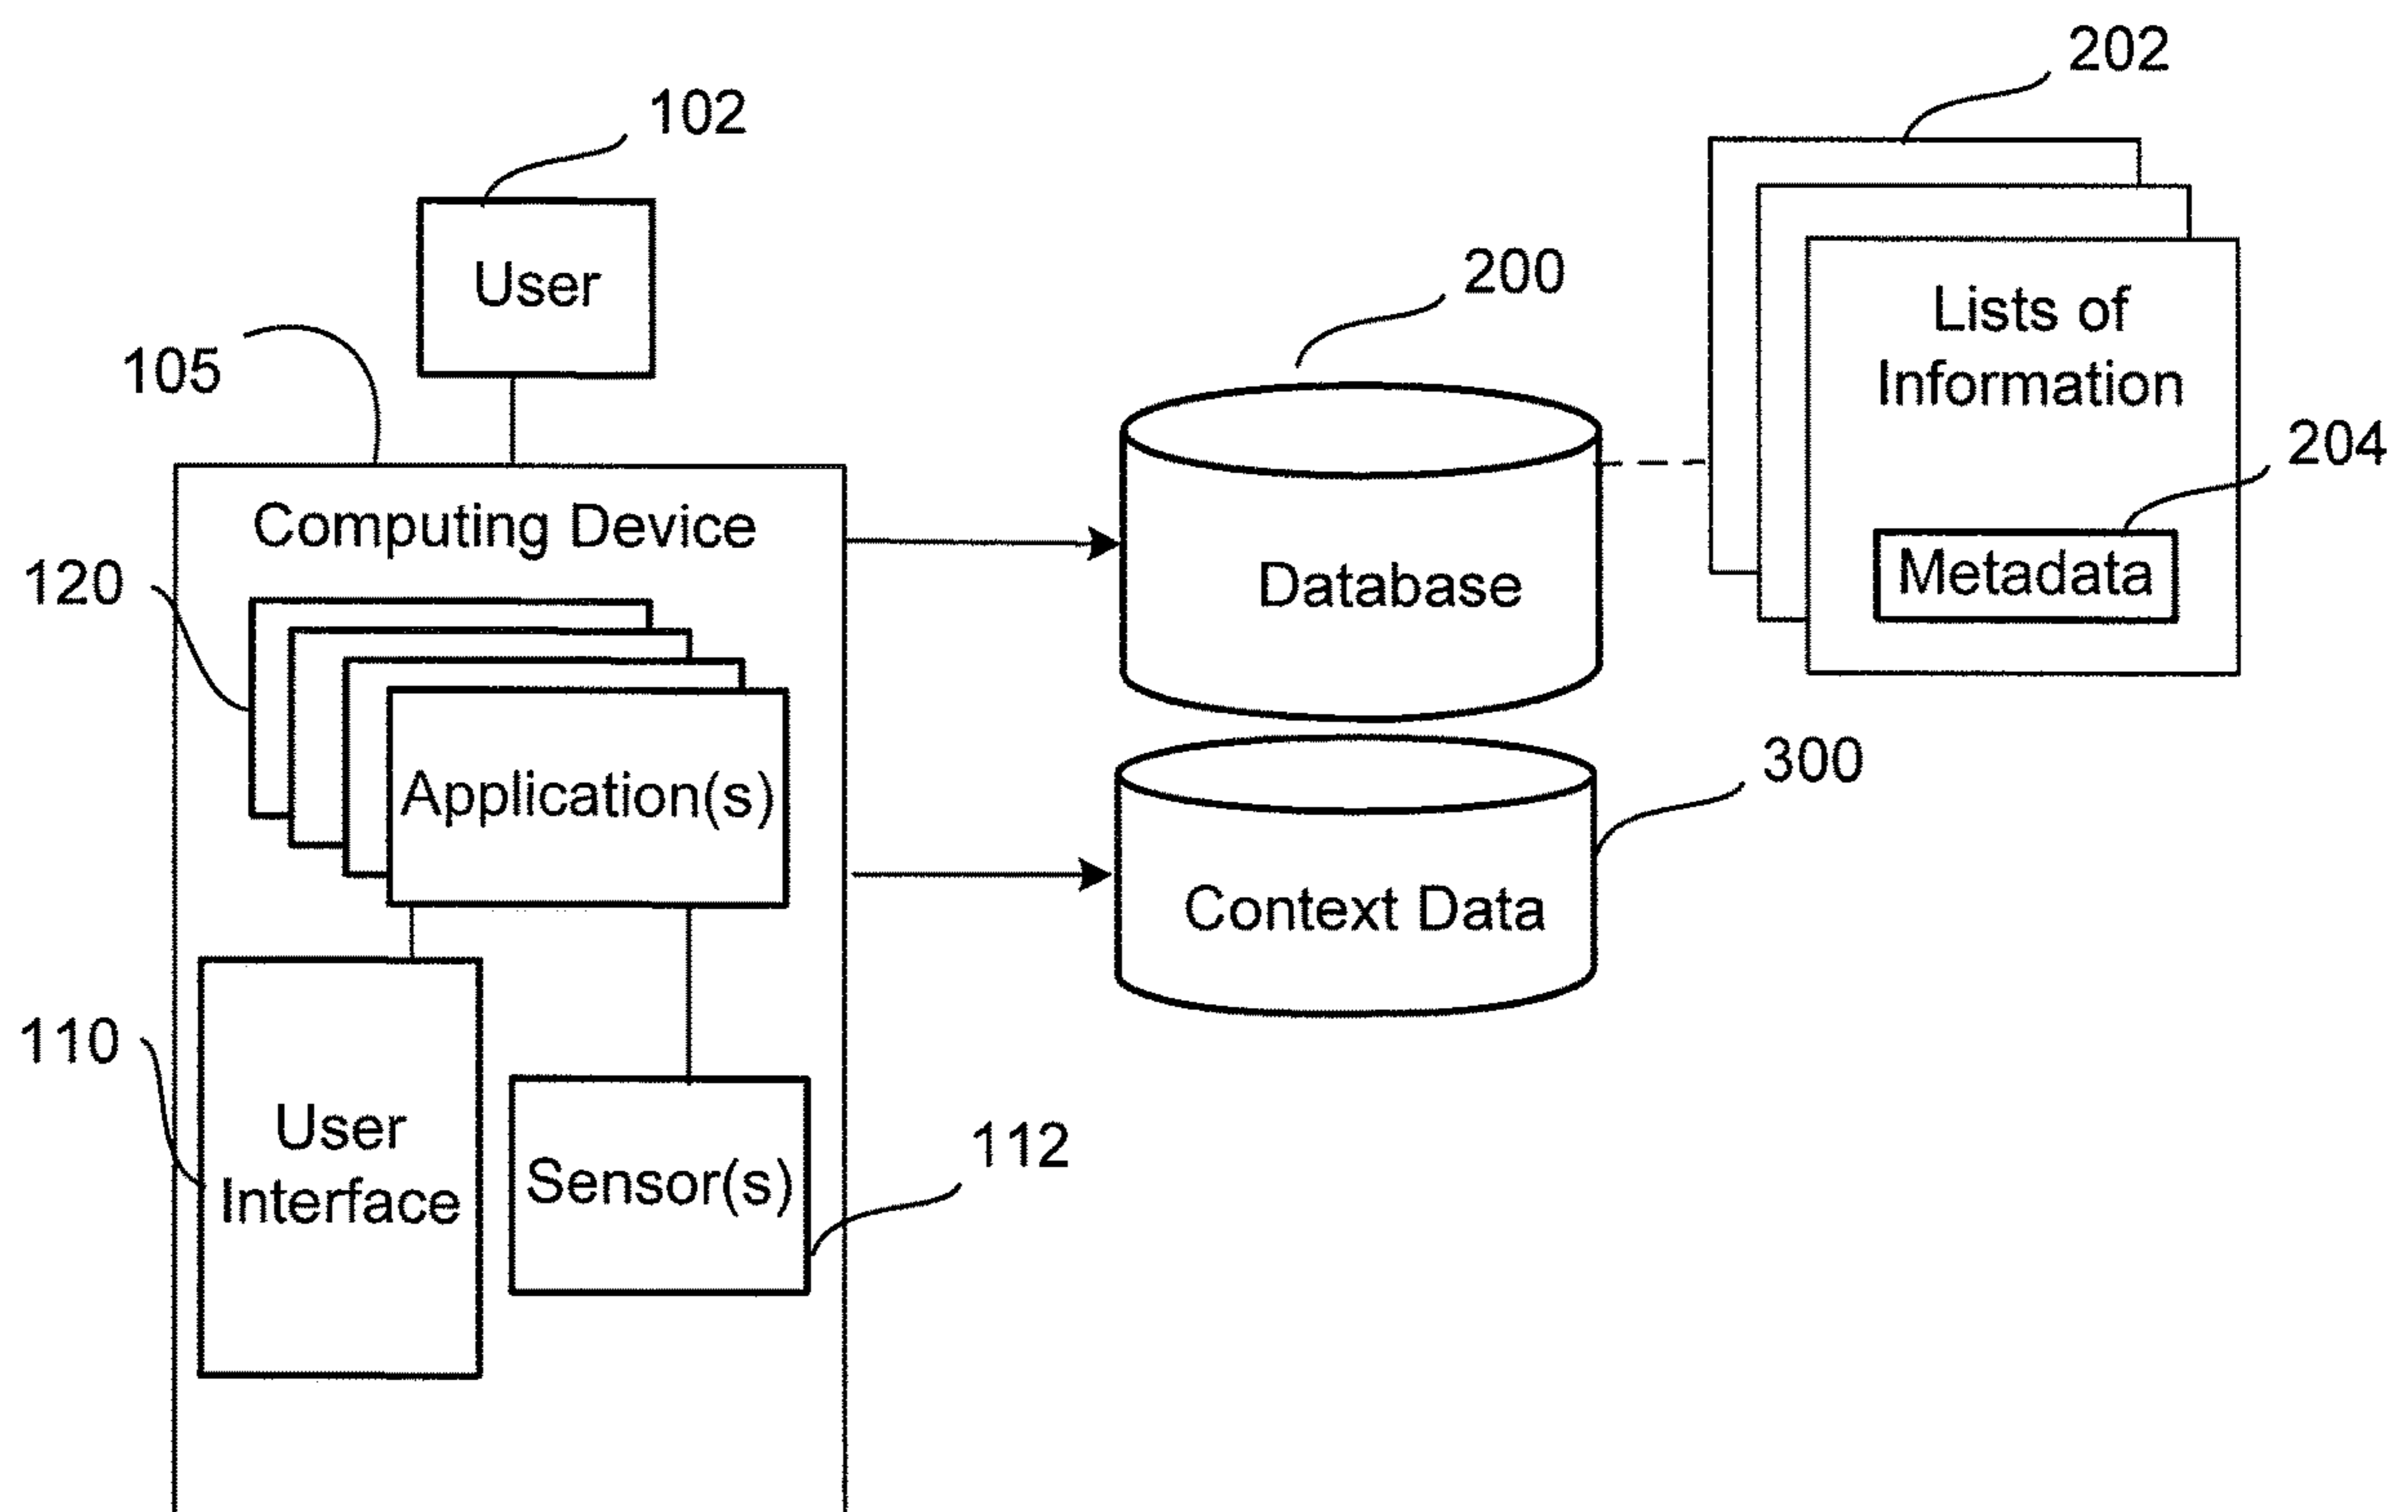 202
102
User
200
Lists of
Information
105
204
Computing Device
Metadata
120
Database
Application(s)
300
Context Data
110
User
Interface
112
Sensor(s)